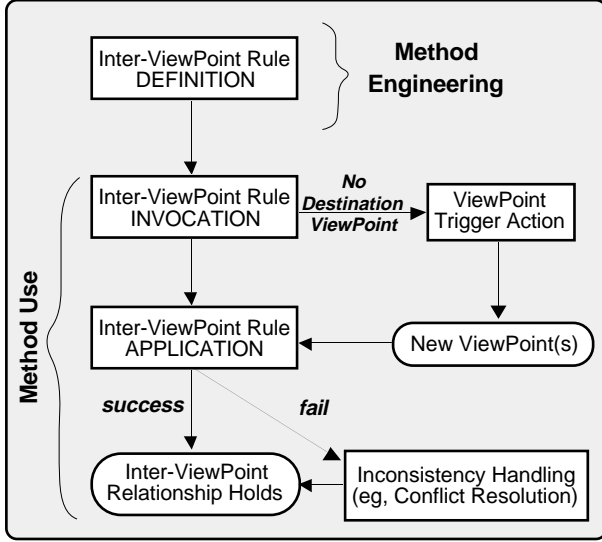 Inter-ViewPoint Rule
DEFINITION
Method
Engineering
Inter-ViewPoint Rule
INVOCATION
No
Destination
ViewPoint
ViewPoint
Trigger Action
Method Use
Inter-ViewPoint Rule
APPLICATION
New ViewPoint(s)
success
fail
Inter-ViewPoint
Relationship Holds
Inconsistency Handling
(eg, Conflict Resolution)